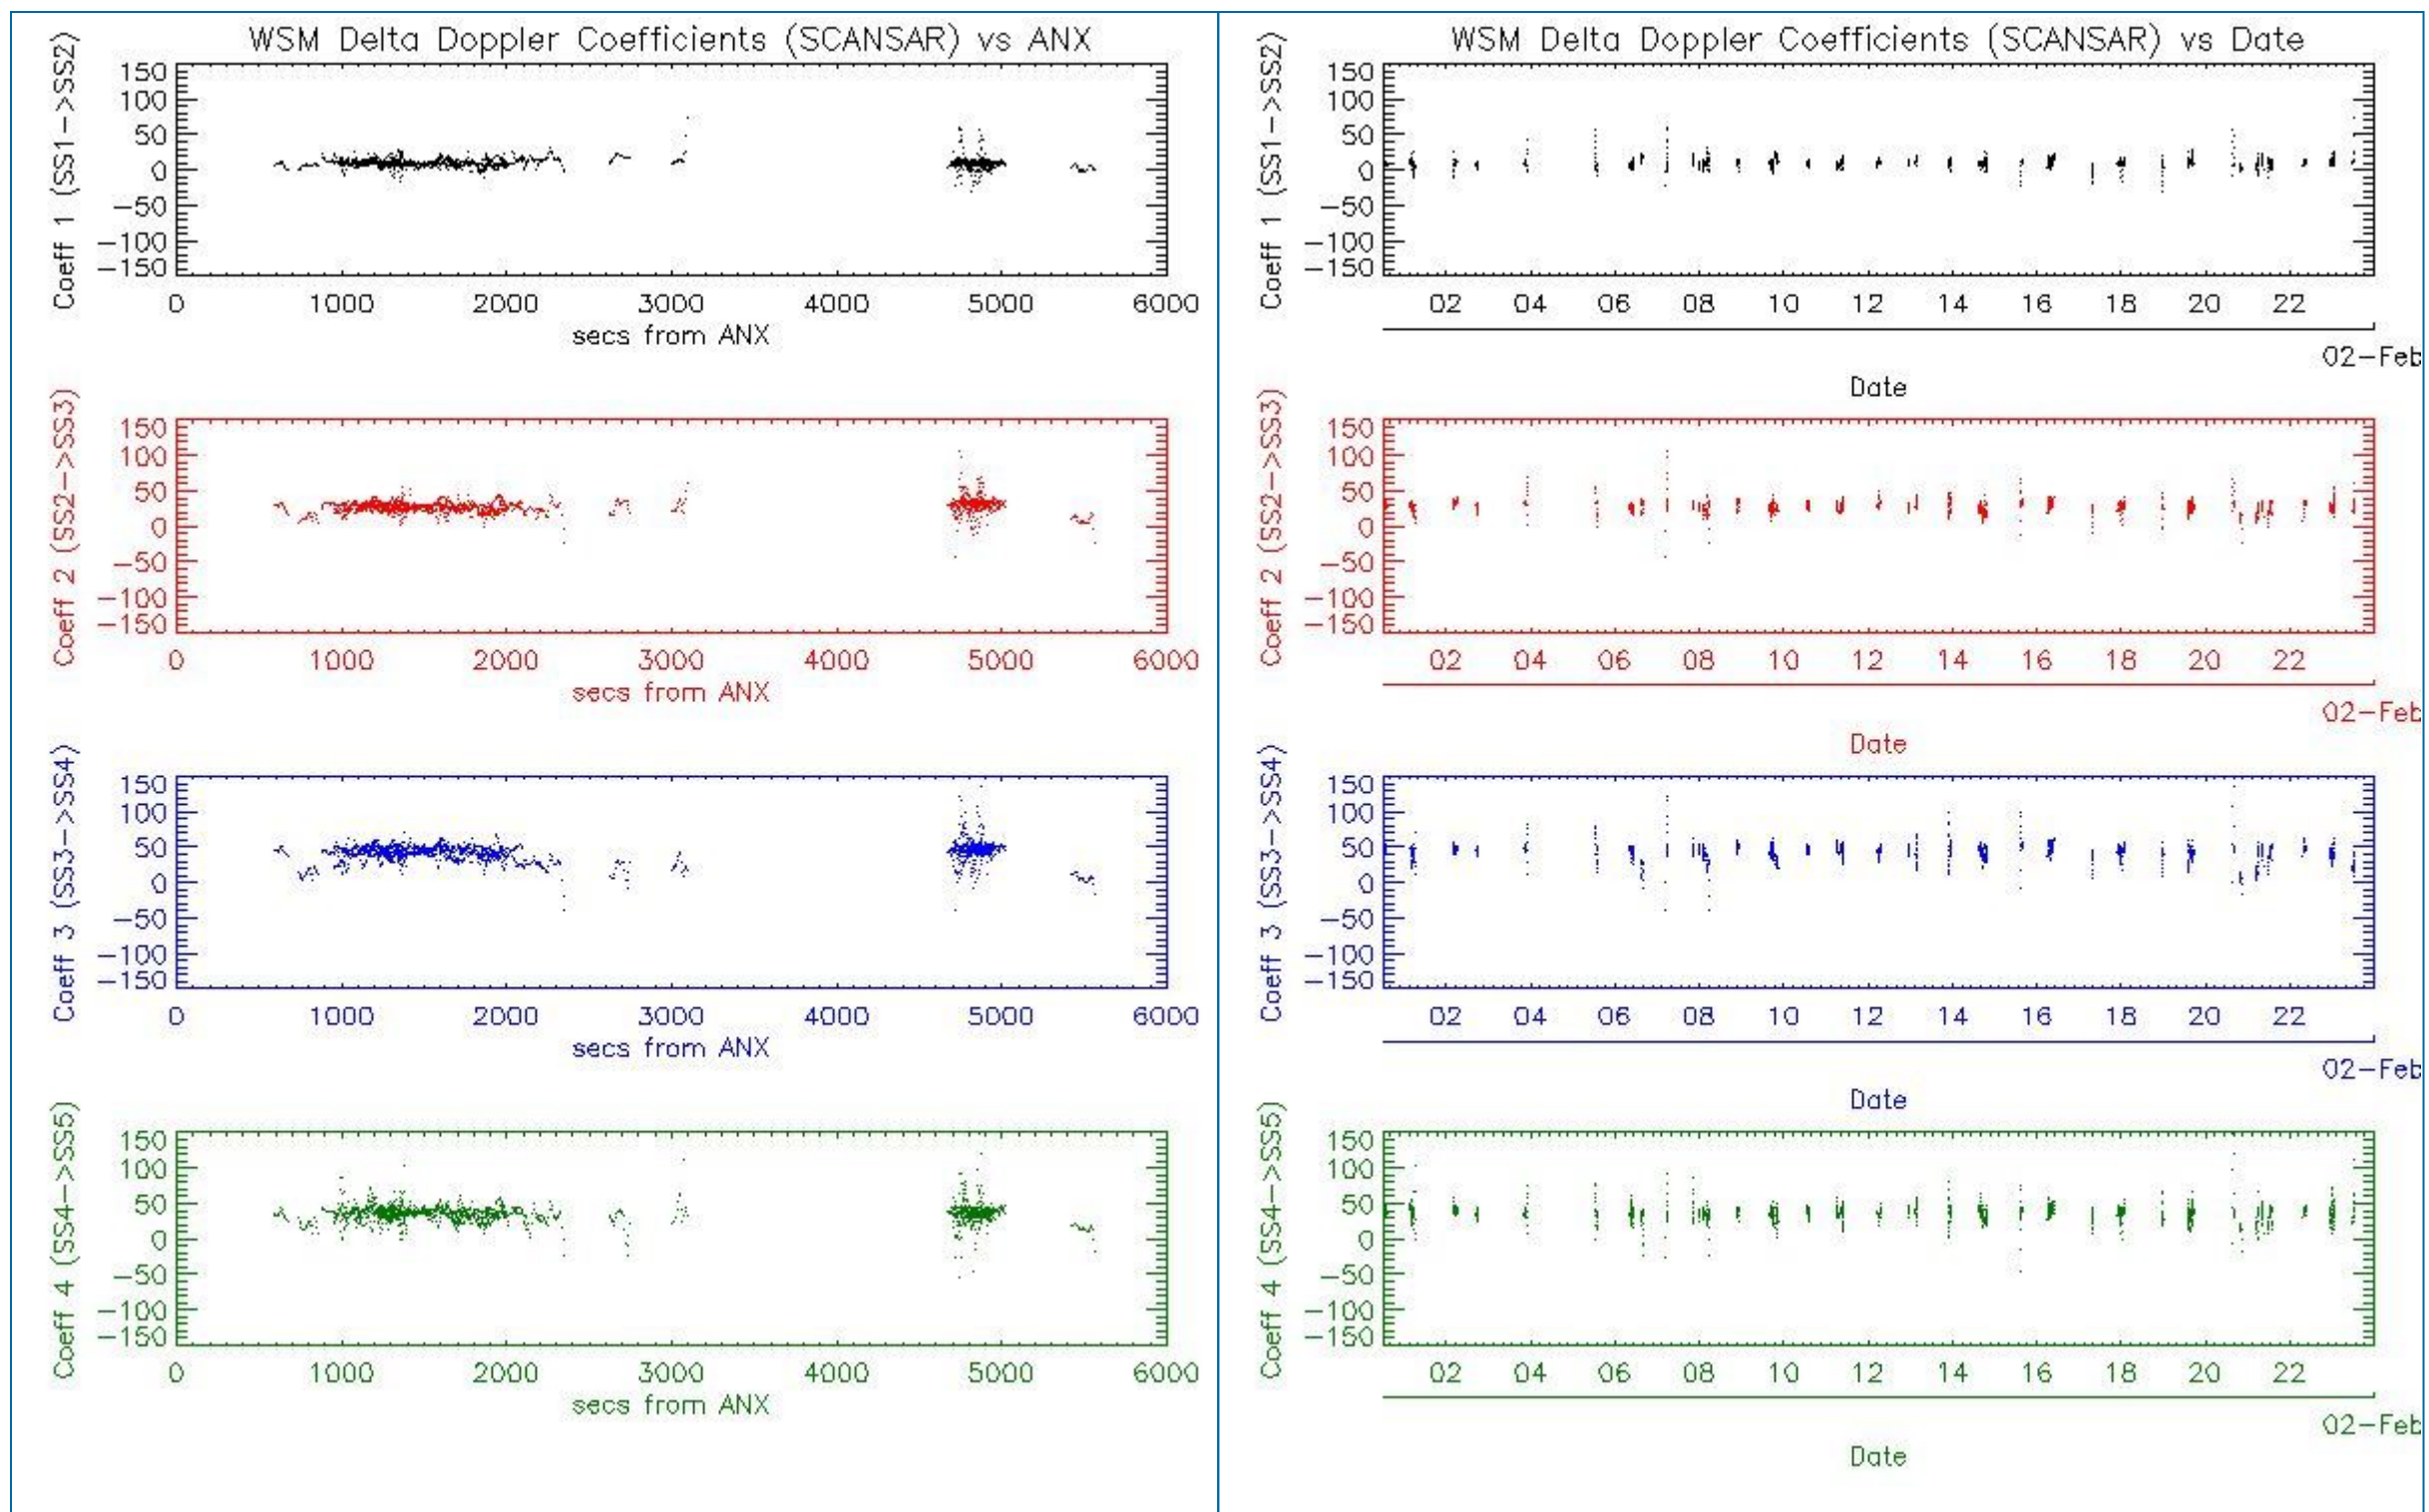 WSM Delta Doppler Coefficients (SCANSAR) vs ANX
Coeff 1 (SS1->SS2)
150
100
50
0
-50
-100
-150
0 1000 2000 3000 4000 5000 6000
secs from ANX
Coeff 2 (SS2->SS3)
150
100
50
0
-50
-100
-150
0 1000 2000 3000 4000 5000 6000
secs from ANX
Coeff 3 (SS3->SS4)
150
100
50
0
-50
-100
-150
0 1000 2000 3000 4000 5000 6000
secs from ANX
Coeff 4 (SS4->SS5)
150
100
50
0
-50
-100
-150
0 1000 2000 3000 4000 5000 6000
secs from ANX
WSM Delta Doppler Coefficients (SCANSAR) vs Date
Coeff 1 (SS1->SS2)
150
100
50
0
-50
-100
-150
02 04 06 08 10 12 14 16 18 20 22
02-Feb
Date
Coeff 2 (SS2->SS3)
150
100
50
0
-50
-100
-150
02 04 06 08 10 12 14 16 18 20 22
02-Feb
Date
Coeff 3 (SS3->SS4)
150
100
50
0
-50
-100
-150
02 04 06 08 10 12 14 16 18 20 22
02-Feb
Date
Coeff 4 (SS4->SS5)
150
100
50
0
-50
-100
-150
02 04 06 08 10 12 14 16 18 20 22
02-Feb
Date